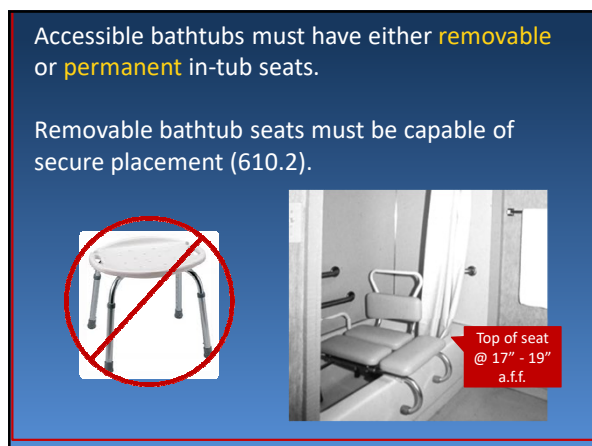 Accessible bathtubs must have either removable
or permanent in-tub seats.
Removable bathtub seats must be capable of
secure placement (610.2).
Top of seat
@ 17” - 19”
a.f.f.